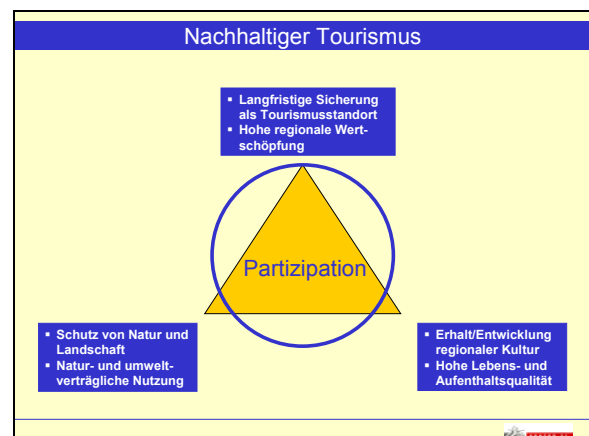 Nachhaltiger Tourismus
▪ Langfristige Sicherung
als Tourismusstandort
▪ Hohe regionale Wert-
schöpfung
Partizipation
▪ Schutz von Natur und
Landschaft
▪ Natur- und umwelt-
verträgliche Nutzung
▪ Erhalt/Entwicklung
regionaler Kultur
▪ Hohe Lebens- und
Aufenthaltsqualität